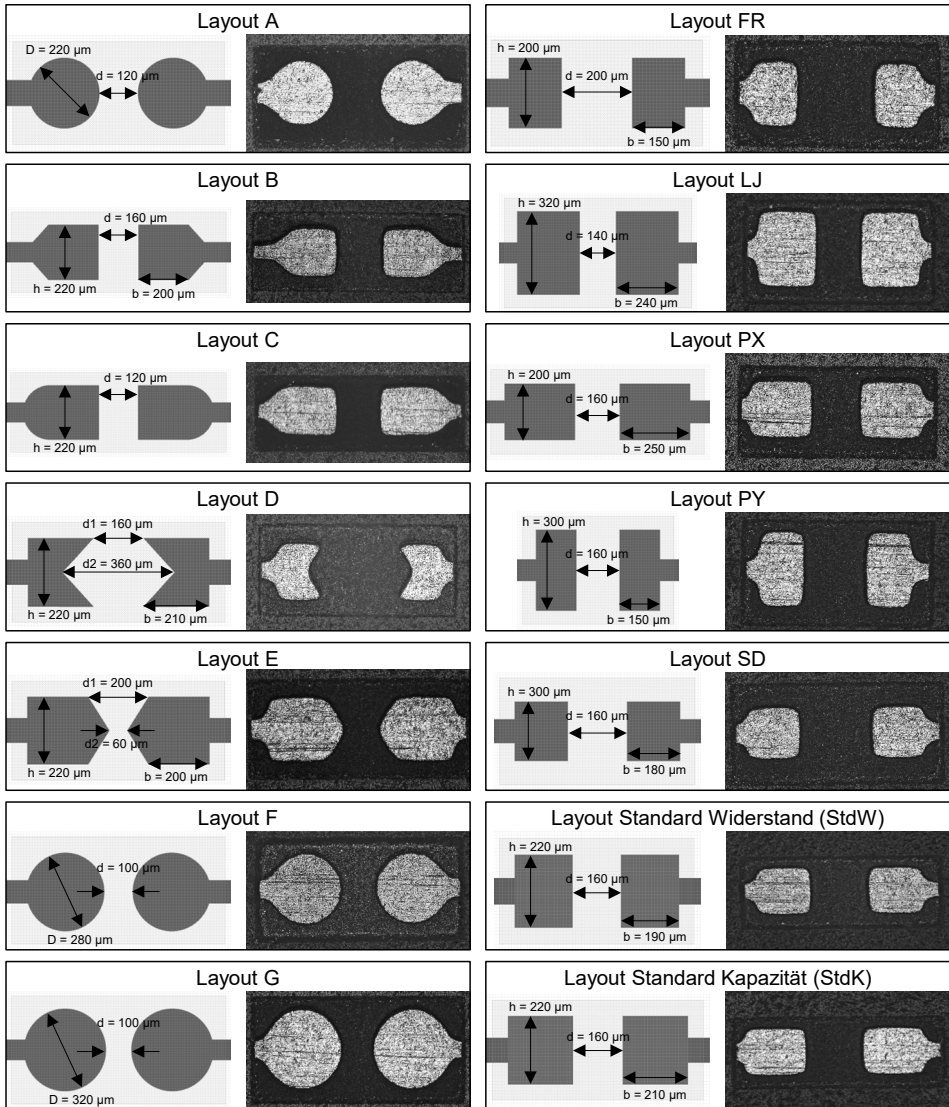 Layout A
D = 220 µm
d = 120 µm
Layout B
d = 160 µm
h = 220 µm
b = 200 µm
Layout C
d = 120 µm
h = 220 µm
Layout D
d1 = 160 µm
d2 = 360 µm
h = 220 µm
b = 210 µm
Layout E
d1 = 200 µm
d2 = 60 µm
h = 220 µm
b = 200 µm
Layout F
d = 100 µm
D = 280 µm
Layout G
d = 100 µm
D = 320 µm
Layout FR
h = 200 µm
d = 200 µm
b = 150 µm
Layout LJ
h = 320 µm
d = 140 µm
b = 240 µm
Layout PX
h = 200 µm
d = 160 µm
b = 250 µm
Layout PY
h = 300 µm
d = 160 µm
b = 150 µm
Layout SD
h = 300 µm
d = 160 µm
b = 180 µm
Layout Standard Widerstand (StdW)
h = 220 µm
d = 160 µm
b = 190 µm
Layout Standard Kapazität (StdK)
h = 220 µm
d = 160 µm
b = 210 µm